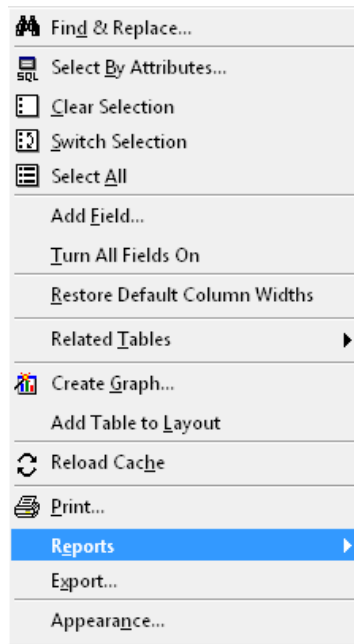 Find & Replace...
SQL Select By Attributes...
Clear Selection
Switch Selection
Select All
Add Field...
Turn All Fields On
Restore Default Column Widths
Related Tables
Create Graph...
Add Table to Layout
Reload Cache
Print...
Reports
Export...
Appearance...